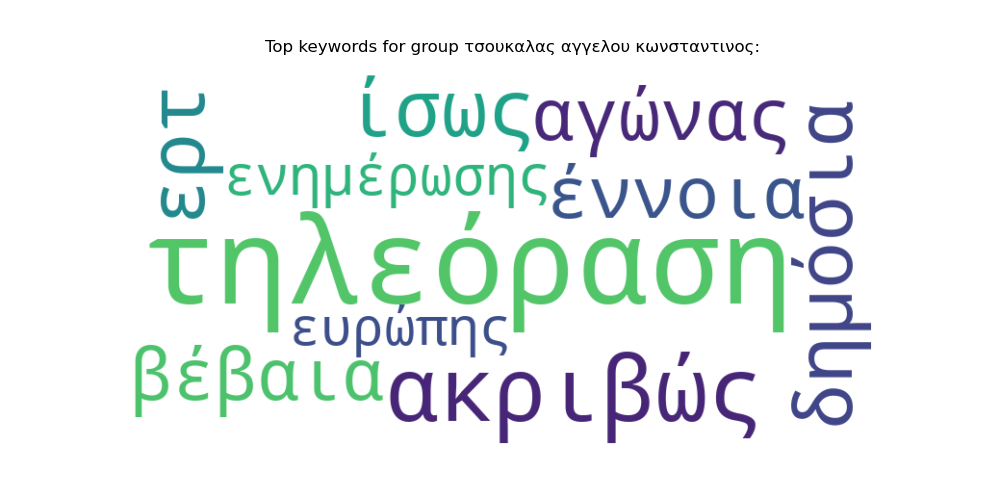 Top keywords for group τσουκαλας αγγελου κωνσταντινος:
ερτ
ίσως
αγώνας
δημόσια
ενημέρωσης
έννοια
τηλεόραση
ευρώπης
βέβαια
ακριβώς